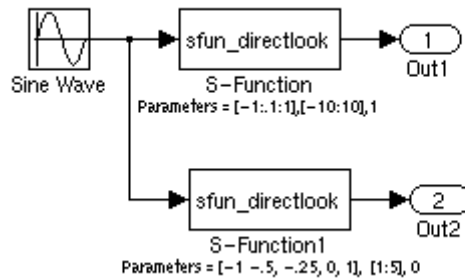 sfun_directlook
1
Out1
Sine Wave
S-Function
Parameters = [-1:.1:1],[-10:10],1
sfun_directlook
2
Out2
S-Function1
Parameters = [-1 -.5, -.25, 0, 1], [1:5], 0